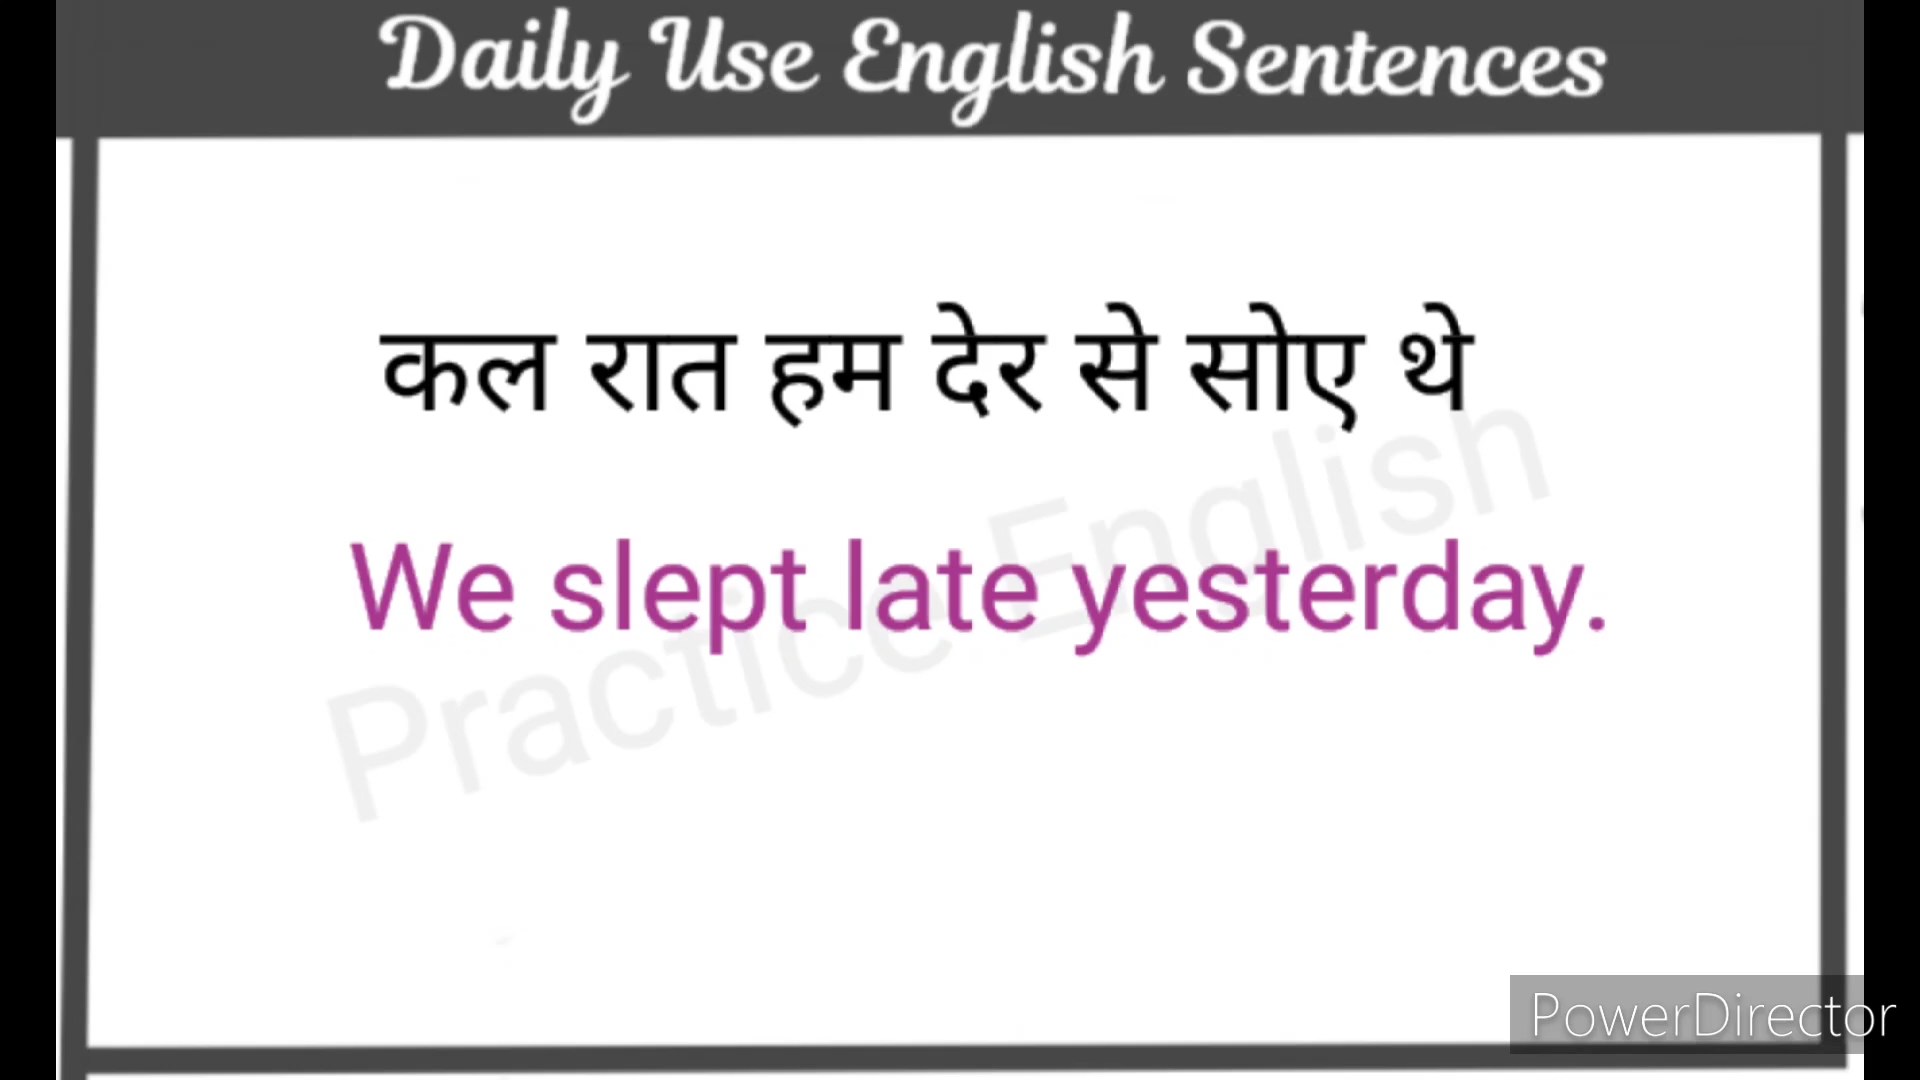 Daily Use English Sentences
कल रात हम देर से सोए थे
We slept late yesterday.
Practice English
PowerDirector